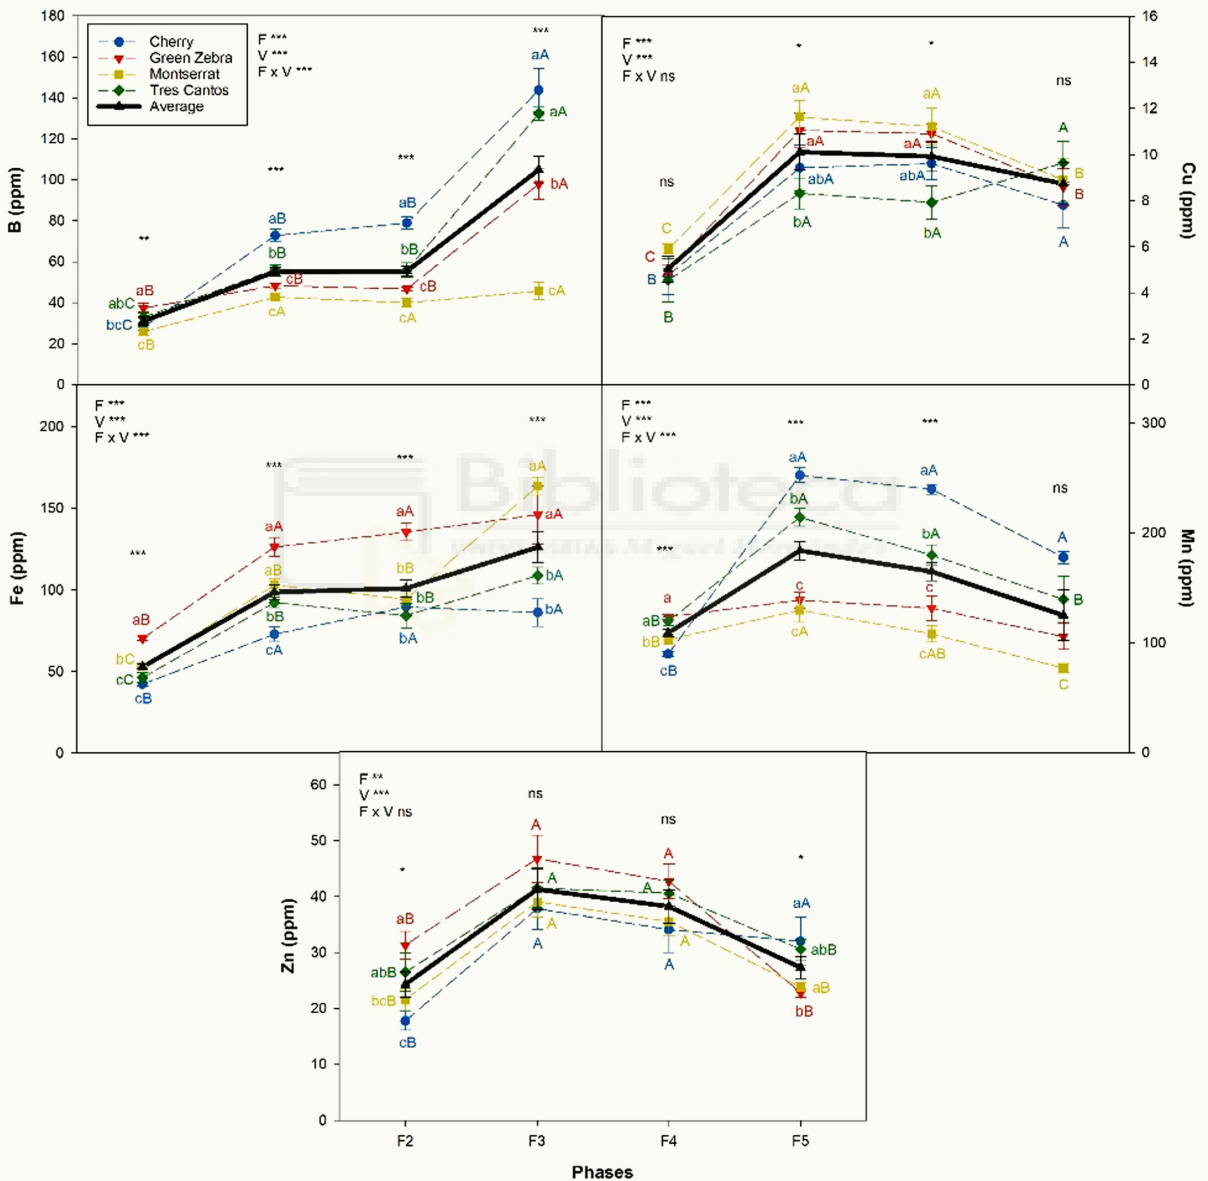 180
160
140
120
100
80
60
40
20
0
B (ppm)
Cherry
Green Zebra
Montserrat
Tres Cantos
Average
F ***
V ***
F x V ***
**
***
***
***
aB
abC
bcC
cB
aB
bB
cB
cA
aB
bB
cB
cA
aA
aA
bA
cA
F ***
V ***
F x V ns
ns
*
*
ns
C
C
B
B
aA
aA
abA
bA
aA
aA
abA
bA
A
B
B
A
16
14
12
10
8
6
4
2
0
Cu (ppm)
200
150
100
50
0
Fe (ppm)
F ***
V ***
F x V ***
***
***
***
***
aB
bC
cC
cB
aA
aB
bB
cA
aA
bB
bB
bA
aA
aA
bA
bA
F ***
V ***
F x V ***
***
***
***
ns
a
aB
bB
cB
aA
bA
c
cA
aA
bA
c
cAB
A
B
C
300
200
100
0
Mn (ppm)
Biblioteca
60
50
40
30
20
10
0
Zn (ppm)
F **
V ***
F x V ns
*
ns
ns
*
aB
abB
bcB
cB
A
A
A
A
A
A
A
A
aA
abB
aB
bB
F2
F3
F4
F5
Phases